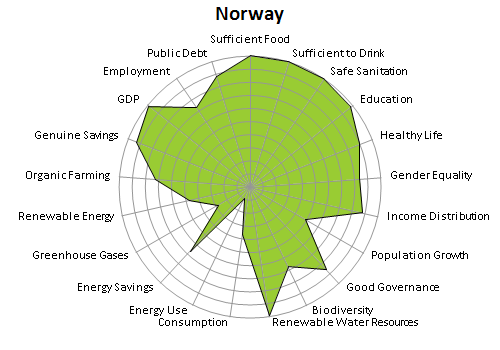 Norway
Sufficient Food
Public Debt
Sufficient to Drink
Employment
Safe Sanitation
GDP
Education
Genuine Savings
Healthy Life
Organic Farming
Gender Equality
Renewable Energy
Income Distribution
Greenhouse Gases
Population Growth
Energy Savings
Good Governance
Energy Use
Biodiversity
Consumption
Renewable Water Resources